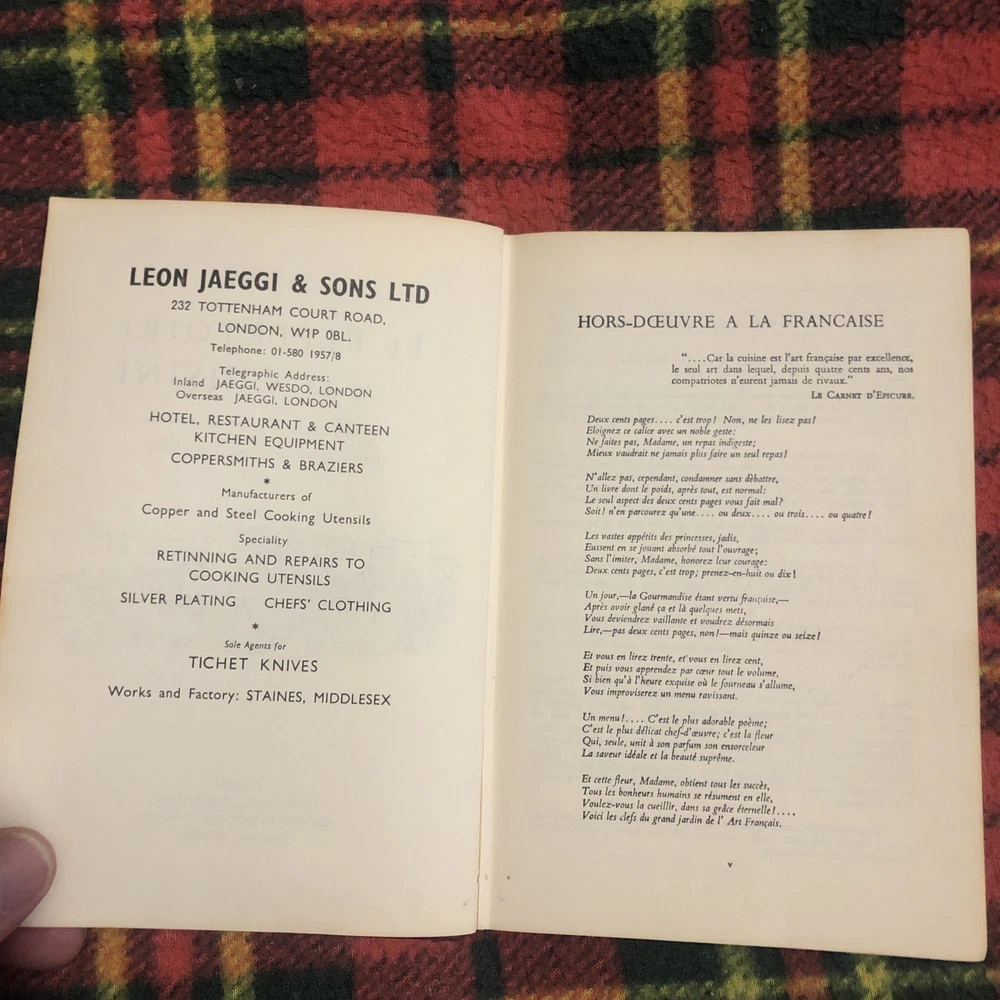 LEON JAEGGI & SONS LTD
232 TOTTENHAM COURT ROAD,
LONDON, W1P 0BL.
Telephone: 01-580 1957/8
Telegraphic Address:
Inland JAEGGI, WESDO, LONDON
Overseas JAEGGI, LONDON
HOTEL, RESTAURANT & CANTEEN
KITCHEN EQUIPMENT
COPPERSMITHS & BRAZIERS
*
Manufacturers of
Copper and Steel Cooking Utensils
Speciality
RETINNING AND REPAIRS TO
COOKING UTENSILS
SILVER PLATING CHEFS' CLOTHING
*
Sole Agents for
TICHET KNIVES
Works and Factory: STAINES, MIDDLESEX
HORS-DŒUVRE A LA FRANCAISE
"....Car la cuisine est l'art française par excellence,
le seul art dans lequel, depuis quatre cents ans, nos
compatriotes n'eurent jamais de rivaux."
LE CARNET D'EPICURE.
Deux cents pages.... c'est trop! Non, ne les lisez pas!
Eloignez ce calice avec un noble geste:
Ne faites pas, Madame, un repas indigeste;
Mieux vaudrait ne jamais plus faire un seul repas!
N'allez pas, cependant, condamner sans dèbattre,
Un livre dont le poids, après tout, est normal:
Le seul aspect des deux cents pages vous fait mal?
Soit! n'en parcourez qu'une.... ou deux.... ou trois.... ou quatre!
Les vastes appétits des princesses, jadis,
Eussent en se jouant absorbé tout l'ouvrage;
Sans l'imiter, Madame, honorez leur courage:
Deux cents pages, c'est trop; prenez-en-huit ou dix!
Un jour,—la Gourmandise étant vertu française,—
Après avoir glané ça et là quelques mets,
Vous deviendrez vaillante et voudrez désormais
Lire,—pas deux cents pages, non!—mais quinze ou seize!
Et vous en lirez trente, et vous en lirez cent,
Et puis vous apprendez par cœur tout le volume,
Si bien qu'à l'heure exquise où le fourneau s'allume,
Vous improviserez un menu ravissant.
Un menu!.... C'est le plus adorable poème;
C'est le plus délicat chef-d'œuvre; c'est la fleur
Qui, seule, unit à son parfum son ensorceleur
La saveur idéale et la beauté suprême.
Et cette fleur, Madame, obtient tous les succès,
Tous les bonheurs humains se résument en elle,
Voulez-vous la cueillir, dans sa grâce éternelle!....
Voici les clefs du grand jardin de l' Art Français.
v